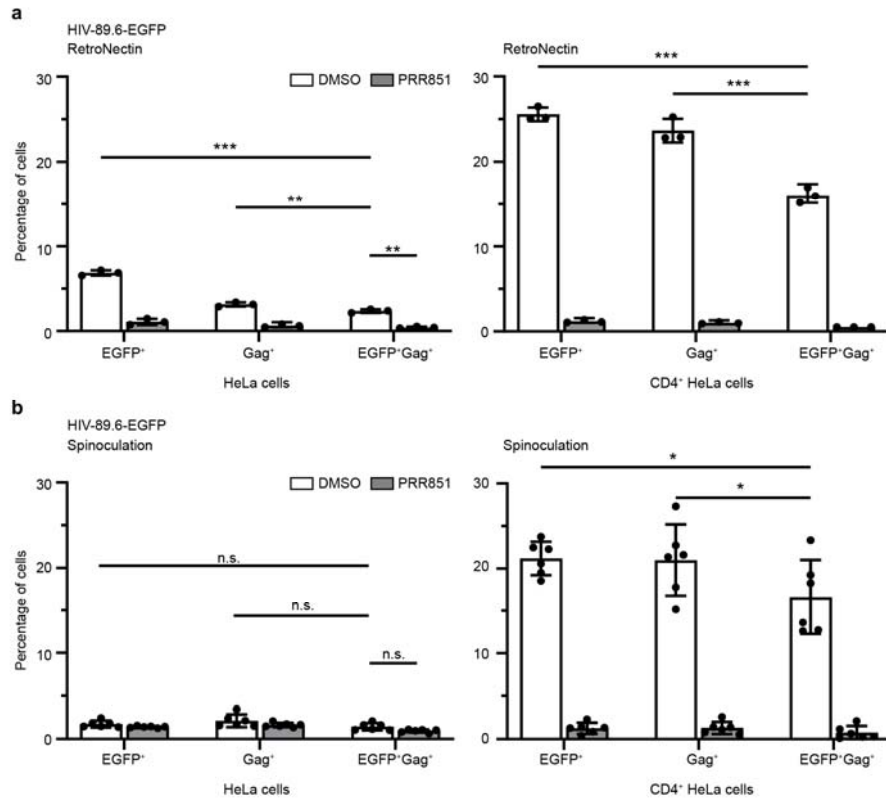 a
HIV-89.6-EGFP
RetroNectin
RetroNectin
DMSO
PRR851
Percentage of cells
30
20
10
0
***
**
**
EGFP⁺
Gag⁺
EGFP⁺Gag⁺
HeLa cells
30
20
10
0
***
***
EGFP⁺
Gag⁺
EGFP⁺Gag⁺
CD4⁺ HeLa cells
b
HIV-89.6-EGFP
Spinoculation
Spinoculation
DMSO
PRR851
Percentage of cells
30
20
10
0
n.s.
n.s.
n.s.
EGFP⁺
Gag⁺
EGFP⁺Gag⁺
HeLa cells
30
20
10
0
*
*
EGFP⁺
Gag⁺
EGFP⁺Gag⁺
CD4⁺ HeLa cells